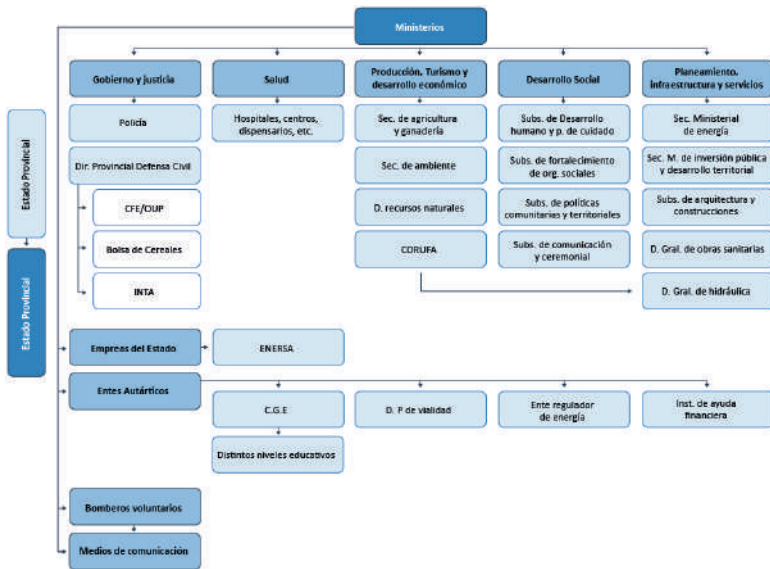 Ministerios
Gobierno y justicia
Salud
Producción, Turismo y
desarrollo económico
Desarrollo Social
Planeamiento,
infraestructura y servicios
Policía
Hospitales, centros,
dispensarios, etc.
Sec. de agricultura
y ganadería
Subs. de Desarrollo
humano y p. de cuidado
Sec. Ministerial
de energía
Dir. Provincial Defensa Civil
Sec. de ambiente
Subs. de fortalecimiento
de org. sociales
Sec. M. de inversión pública
y desarrollo territorial
CFE/OUP
D. recursos naturales
Subs. de políticas
comunitarias y territoriales
Subs. de arquitectura y
construcciones
Bolsa de Cereales
CORUFA
Subs. de comunicación
y ceremonial
D. Gral. de obras sanitarias
INTA
D. Gral. de hidráulica
Estado Provincial
Estado Provincial
Empreas del Estado
ENERSA
Entes Autárticos
C.G.E
D. P de vialidad
Ente regulador
de energía
Inst. de ayuda
financiera
Distintos niveles educativos
Bomberos voluntarios
Medios de comunicación